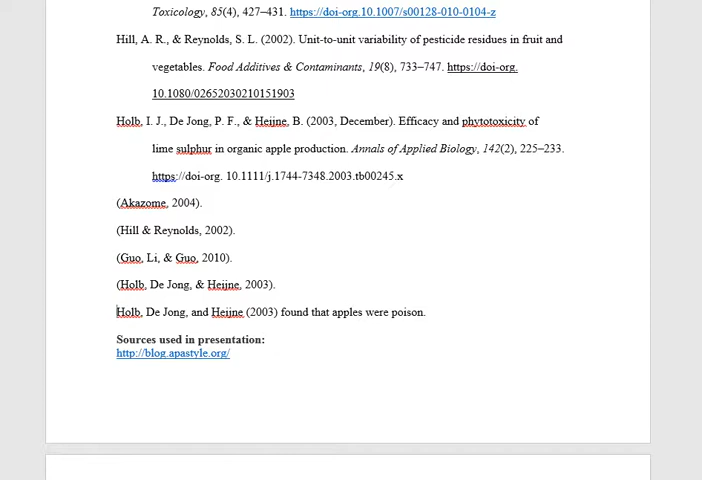 Toxicology, 85(4), 427–431. https://doi-org.10.1007/s00128-010-0104-z
Hill, A. R., & Reynolds, S. L. (2002). Unit-to-unit variability of pesticide residues in fruit and
vegetables. Food Additives & Contaminants, 19(8), 733–747. https://doi-org.
10.1080/02652030210151903
Holb, I. J., De Jong, P. F., & Heijne, B. (2003, December). Efficacy and phytotoxicity of
lime sulphur in organic apple production. Annals of Applied Biology, 142(2), 225–233.
https://doi-org. 10.1111/j.1744-7348.2003.tb00245.x
(Akazome, 2004).
(Hill & Reynolds, 2002).
(Guo, Li, & Guo, 2010).
(Holb, De Jong, & Heijne, 2003).
Holb, De Jong, and Heijne (2003) found that apples were poison.
Sources used in presentation:
http://blog.apastyle.org/